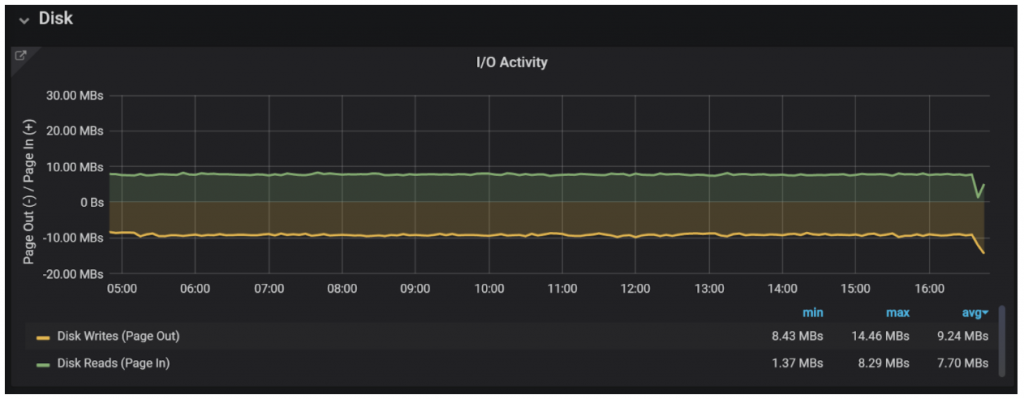 Disk
I/O Activity
Page Out (-) / Page In (+)
30.00 MBs
20.00 MBs
10.00 MBs
0 Bs
-10.00 MBs
-20.00 MBs
05:00 06:00 07:00 08:00 09:00 10:00 11:00 12:00 13:00 14:00 15:00 16:00
min max avg
Disk Writes (Page Out) 8.43 MBs 14.46 MBs 9.24 MBs
Disk Reads (Page In) 1.37 MBs 8.29 MBs 7.70 MBs